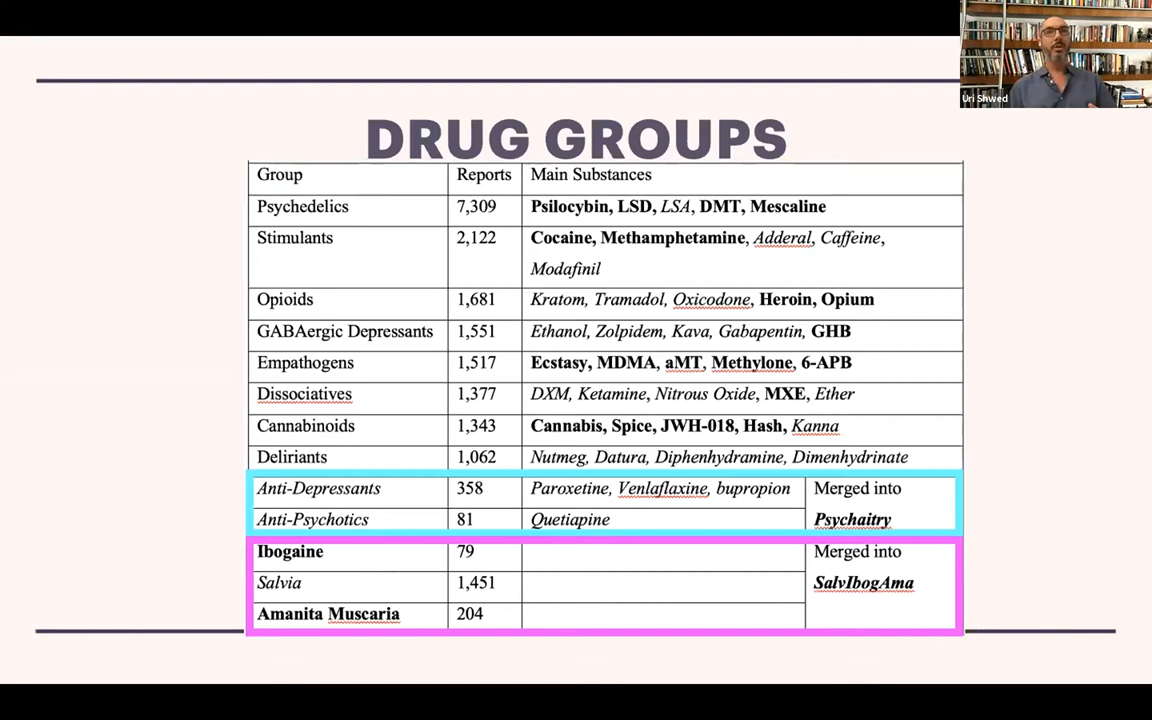 Uri Shwed
DRUG GROUPS
Group Reports Main Substances
Psychedelics 7,309 Psilocybin, LSD, LSA, DMT, Mescaline
Stimulants 2,122 Cocaine, Methamphetamine, Adderal, Caffeine,
Modafinil
Opioids 1,681 Kratom, Tramadol, Oxicodone, Heroin, Opium
GABAergic Depressants 1,551 Ethanol, Zolpidem, Kava, Gabapentin, GHB
Empathogens 1,517 Ecstasy, MDMA, aMT, Methylone, 6-APB
Dissociatives 1,377 DXM, Ketamine, Nitrous Oxide, MXE, Ether
Cannabinoids 1,343 Cannabis, Spice, JWH-018, Hash, Kanna
Deliriants 1,062 Nutmeg, Datura, Diphenhydramine, Dimenhydrinate
Anti-Depressants 358 Paroxetine, Venlaflaxine, bupropion Merged into
Anti-Psychotics 81 Quetiapine Psychaitry
Ibogaine 79 Merged into
Salvia 1,451 SalvIbogAma
Amanita Muscaria 204